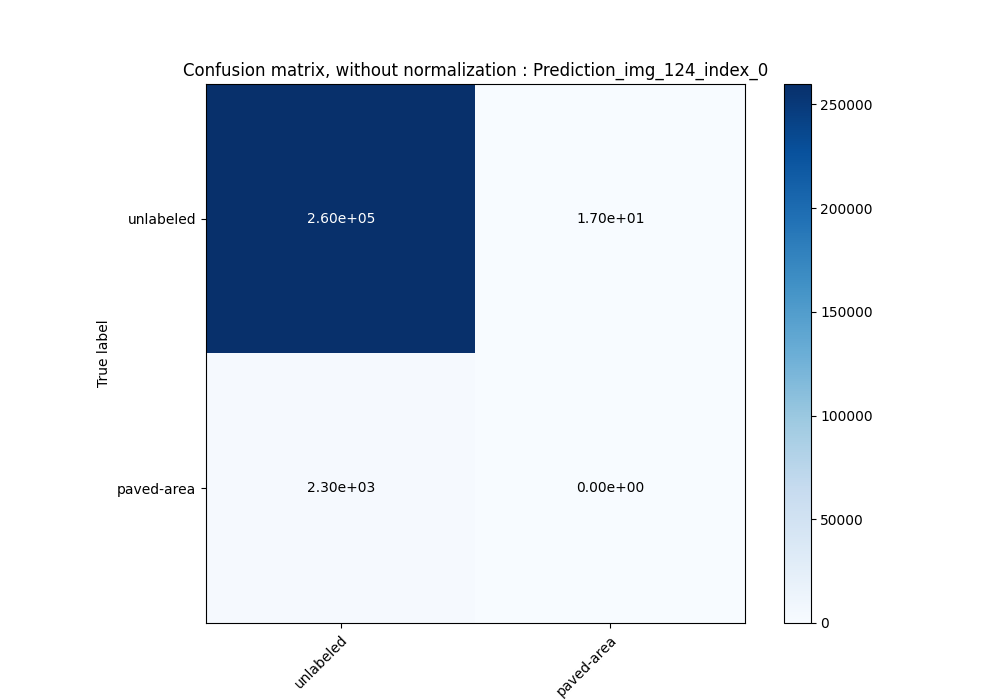 Confusion matrix, without normalization : Prediction_img_124_index_0
250000
unlabeled
2.60e+05
1.70e+01
200000
150000
True label
100000
paved-area
2.30e+03
0.00e+00
50000
0
unlabeled
paved-area